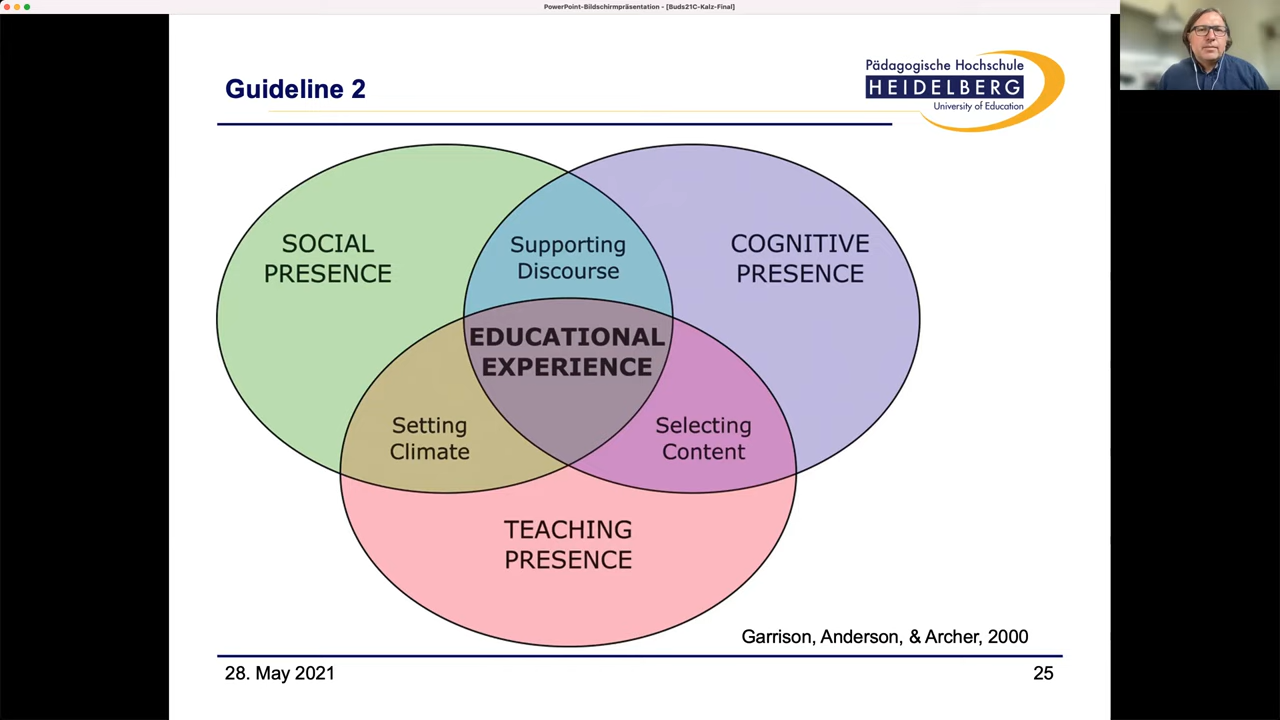 PowerPoint-Bildschirmpräsentation - [Buds21C-Kalz-Final]
Guideline 2
Pädagogische Hochschule
HEIDELBERG
University of Education
SOCIAL
PRESENCE
Supporting
Discourse
COGNITIVE
PRESENCE
EDUCATIONAL
EXPERIENCE
Setting
Climate
Selecting
Content
TEACHING
PRESENCE
Garrison, Anderson, & Archer, 2000
28. May 2021
25